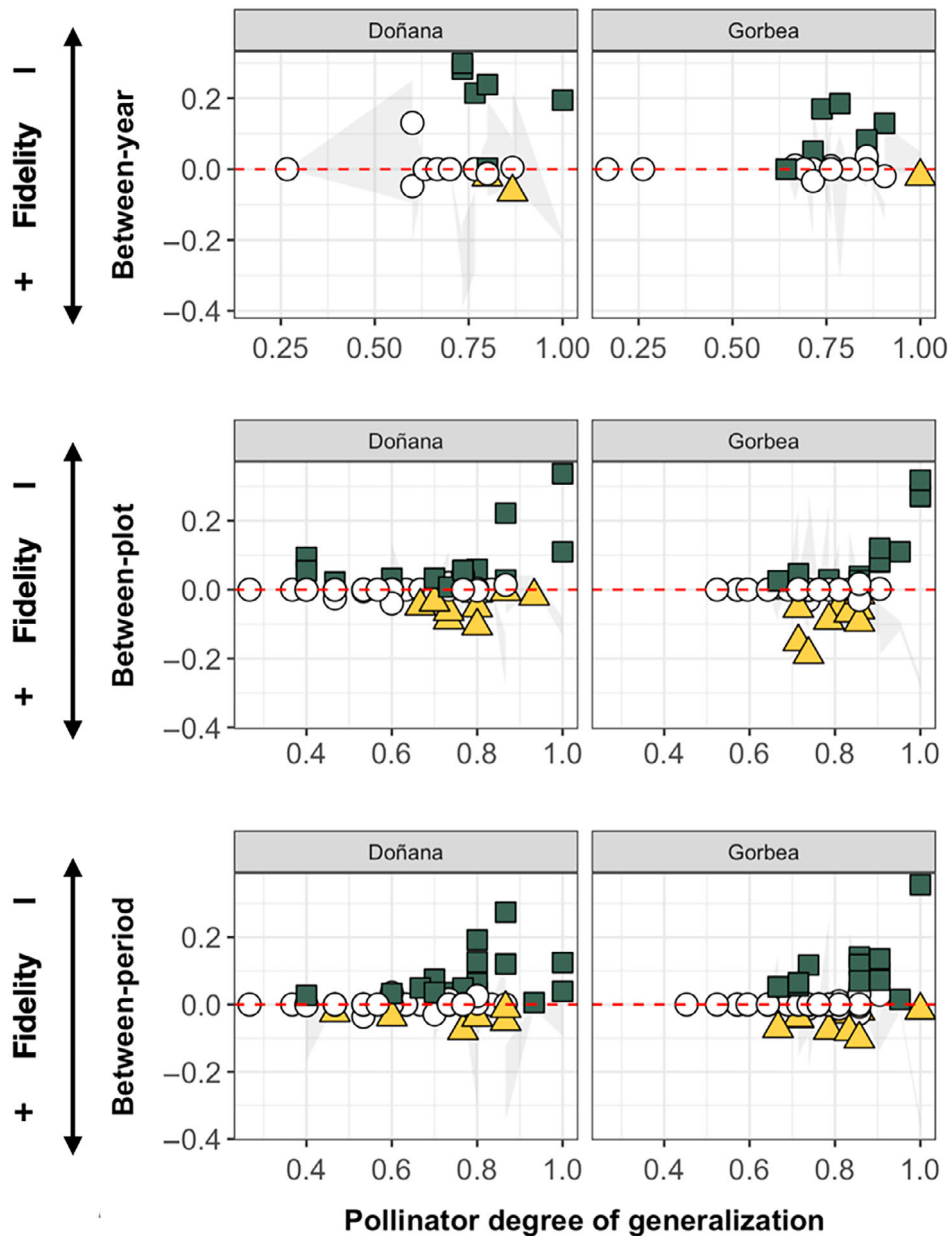 Doñana Gorbea
+ Fidelity I
Between-year
0.2
0.0
−0.2
−0.4
0.25 0.50 0.75 1.00 0.25 0.50 0.75 1.00
Doñana Gorbea
+ Fidelity I
Between-plot
0.2
0.0
−0.2
−0.4
0.4 0.6 0.8 1.0 0.4 0.6 0.8 1.0
Doñana Gorbea
+ Fidelity I
Between-period
0.2
0.0
−0.2
−0.4
0.4 0.6 0.8 1.0 0.4 0.6 0.8 1.0
Pollinator degree of generalization